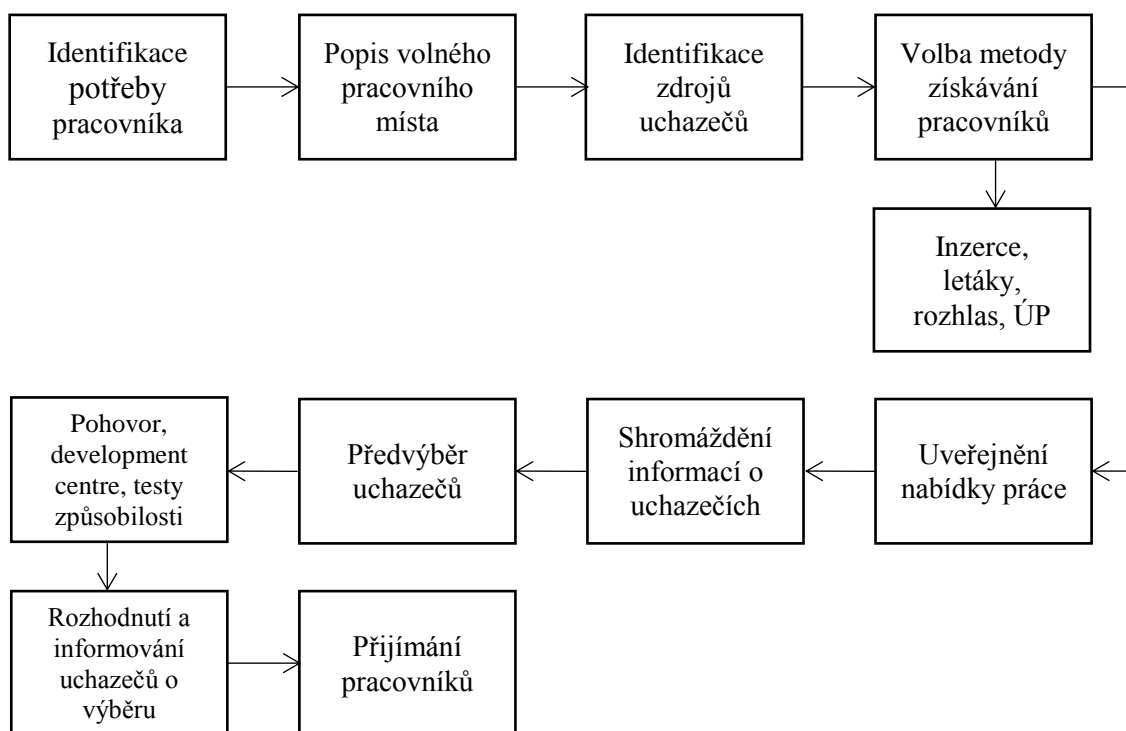 Identifikace
potřeby
pracovníka
Popis volného
pracovního
místa
Identifikace
zdrojů
uchazečů
Volba metody
získávání
pracovníků
Inzerce,
letáky,
rozhlas, ÚP
Uveřejnění
nabídky práce
Shromáždění
informací o
uchazečích
Předvýběr
uchazečů
Pohovor,
development
centre, testy
způsobilosti
Rozhodnutí a
informování
uchazečů o
výběru
Přijímání
pracovníků